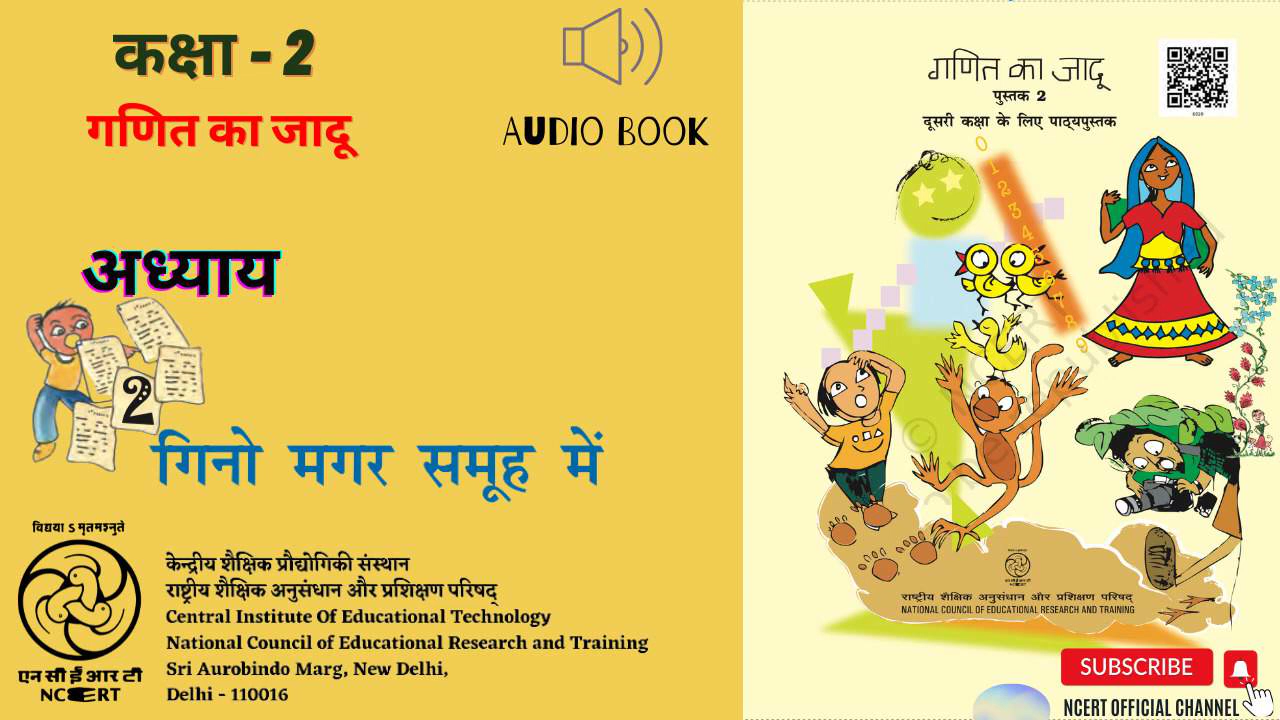 कक्षा - 2
गणित का जादू
AUDIO BOOK
अध्याय
2
गिनो मगर समूह में
विद्यया ऽ मृतमश्नुते
एन सी ई आर टी
NCERT
केन्द्रीय शैक्षिक प्रौद्योगिकी संस्थान
राष्ट्रीय शैक्षिक अनुसंधान और प्रशिक्षण परिषद्
Central Institute Of Educational Technology
National Council of Educational Research and Training
Sri Aurobindo Marg, New Delhi,
Delhi - 110016
गणित का जादू
पुस्तक 2
दूसरी कक्षा के लिए पाठ्यपुस्तक
0
1
2
3
4
5
6
7
8
9
राष्ट्रीय शैक्षिक अनुसंधान और प्रशिक्षण परिषद्
NATIONAL COUNCIL OF EDUCATIONAL RESEARCH AND TRAINING
SUBSCRIBE
NCERT OFFICIAL CHANNEL